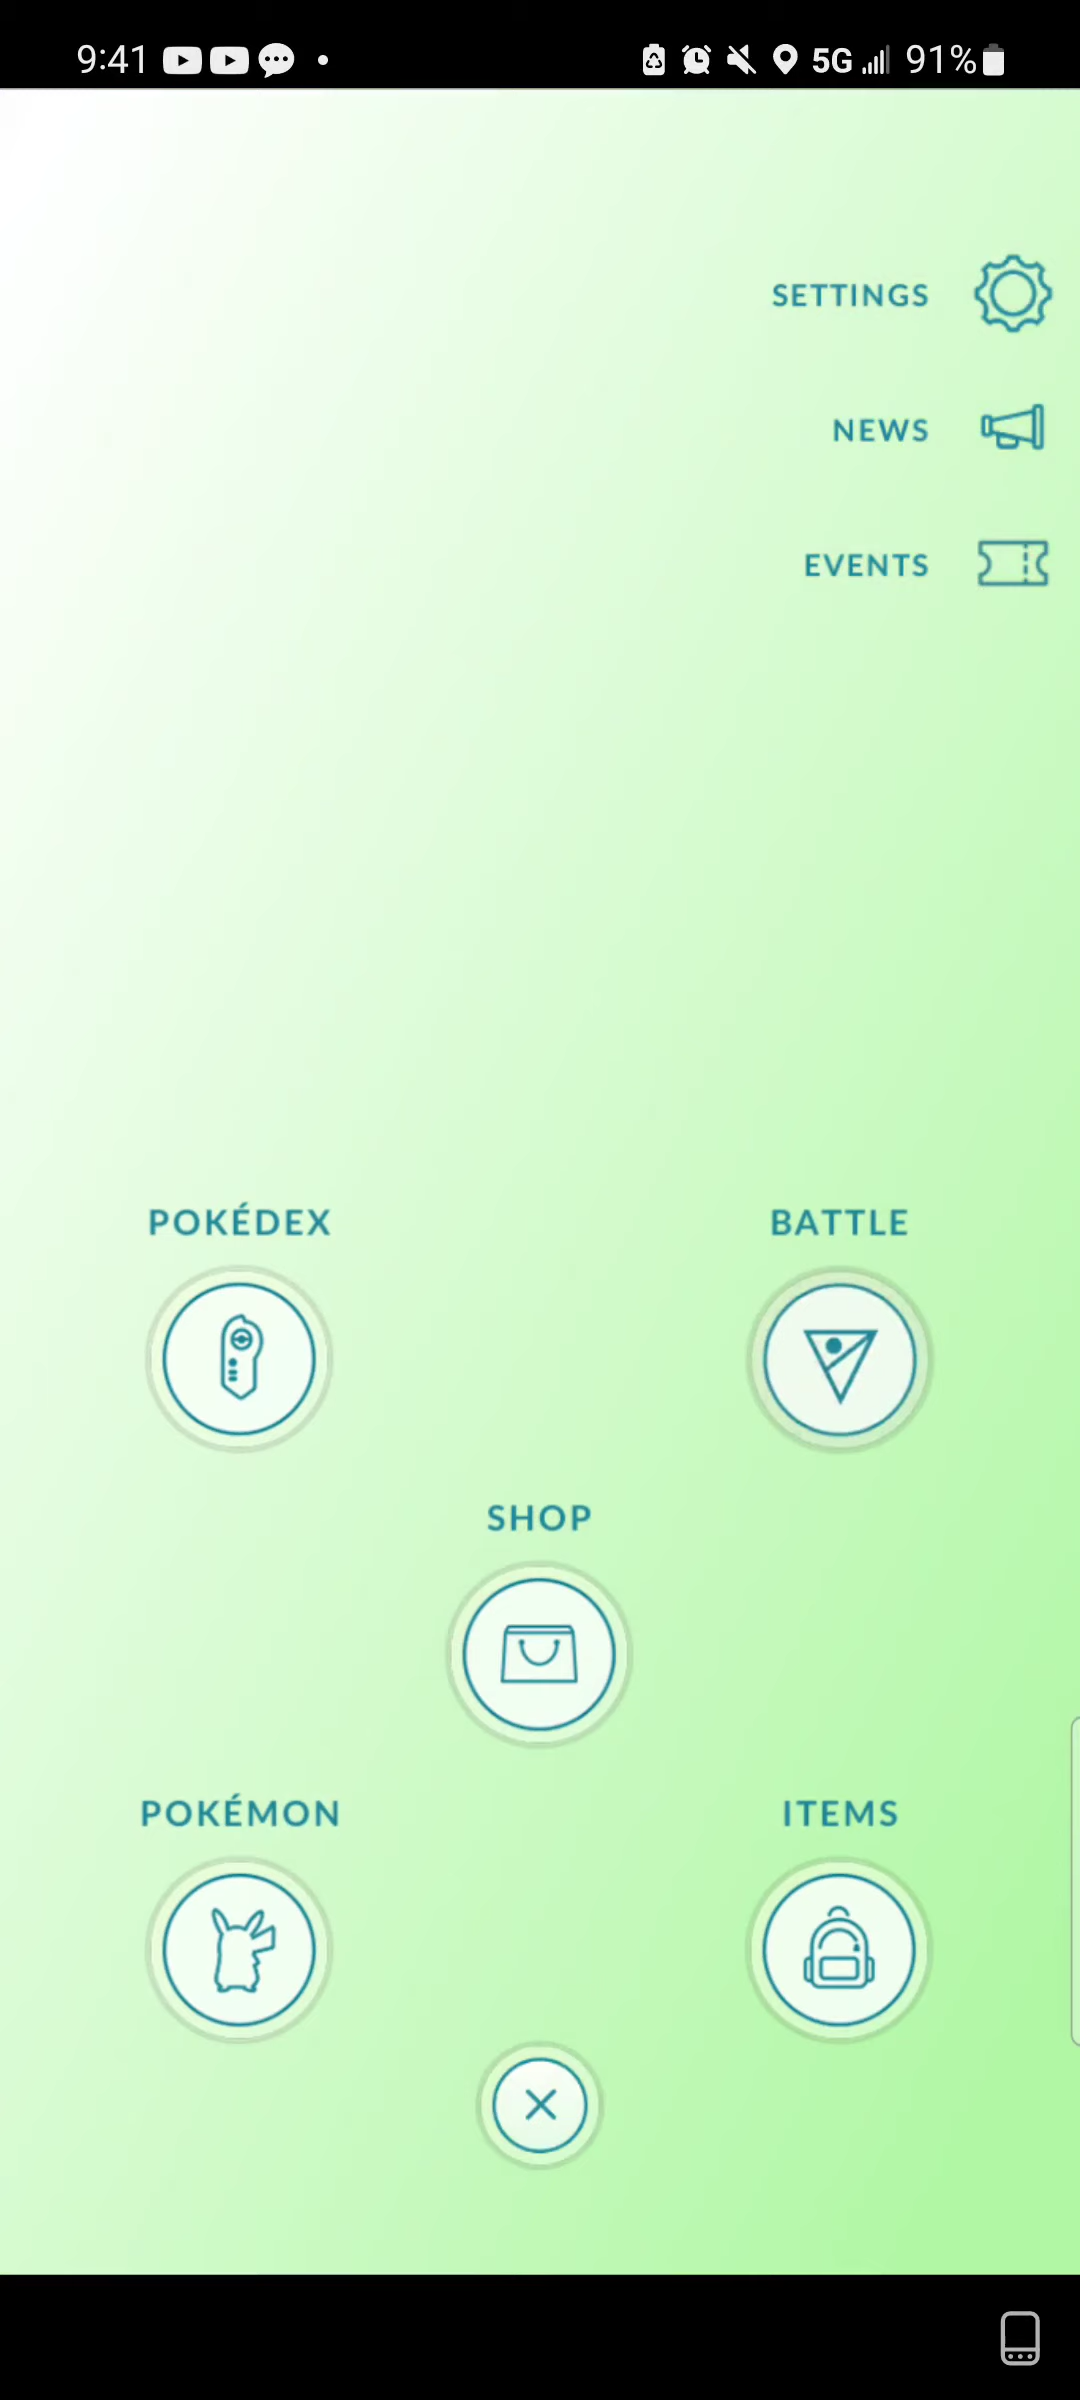 9:41 5G 91%
SETTINGS
NEWS
EVENTS
POKÉDEX
BATTLE
SHOP
POKÉMON
ITEMS